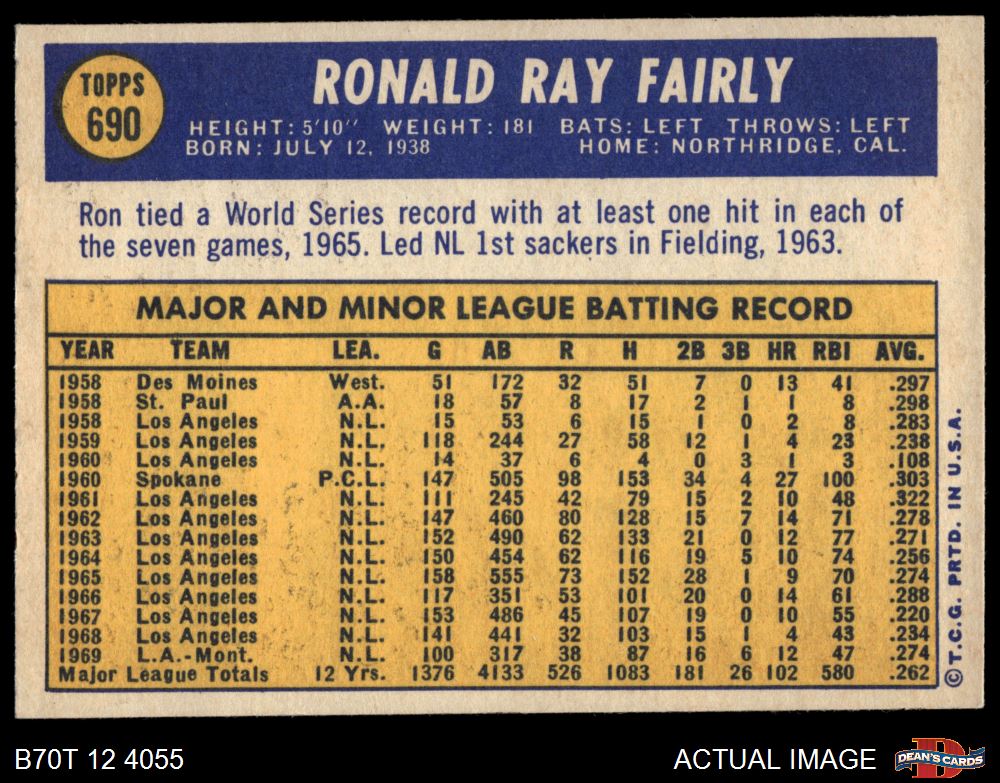 TOPPS
690
RONALD RAY FAIRLY
HEIGHT: 5'10" WEIGHT: 181 BATS: LEFT THROWS: LEFT
BORN: JULY 12, 1938 HOME: NORTHRIDGE, CAL.
Ron tied a World Series record with at least one hit in each of
the seven games, 1965. Led NL 1st sackers in Fielding, 1963.
MAJOR AND MINOR LEAGUE BATTING RECORD
YEAR TEAM LEA. G AB R H 2B 3B HR RBI AVG.
1958 Des Moines West. 51 172 32 51 7 0 13 41 .297
1958 St. Paul A.A. 18 57 8 17 2 1 1 8 .298
1958 Los Angeles N.L. 15 53 6 15 1 0 2 8 .283
1959 Los Angeles N.L. 118 244 27 58 12 1 4 23 .238
1960 Los Angeles N.L. 14 37 6 4 0 3 1 3 .108
1960 Spokane P.C.L. 147 505 98 153 34 4 27 100 .303
1961 Los Angeles N.L. 111 245 42 79 15 2 10 48 .322
1962 Los Angeles N.L. 147 460 80 128 15 7 14 71 .278
1963 Los Angeles N.L. 152 490 62 133 21 0 12 77 .271
1964 Los Angeles N.L. 150 454 62 116 19 5 10 74 .256
1965 Los Angeles N.L. 158 555 73 152 28 1 9 70 .274
1966 Los Angeles N.L. 117 351 53 101 20 0 14 61 .288
1967 Los Angeles N.L. 153 486 45 107 19 0 10 55 .220
1968 Los Angeles N.L. 141 441 32 103 15 1 4 43 .234
1969 L.A.-Mont. N.L. 100 317 38 87 16 6 12 47 .274
Major League Totals 12 Yrs. 1376 4133 526 1083 181 26 102 580 .262
©T.C.G. PRTD. IN U.S.A.
B70T 12 4055
ACTUAL IMAGE
D
DEAN'S CARDS